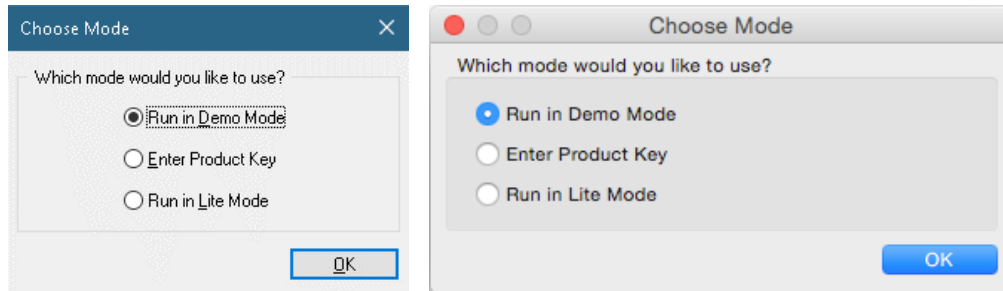 Choose Mode
Which mode would you like to use?
Run in Demo Mode
Enter Product Key
Run in Lite Mode
OK
Choose Mode
Which mode would you like to use?
Run in Demo Mode
Enter Product Key
Run in Lite Mode
OK